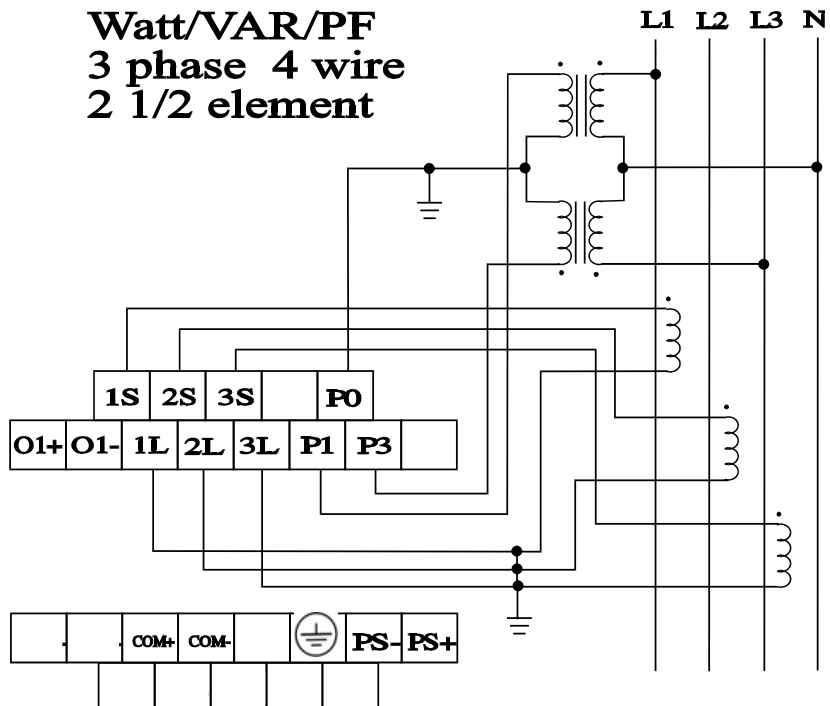 Watt/VAR/PF
3 phase 4 wire
2 1/2 element
L1 L2 L3 N
1S 2S 3S P0
O1+ O1- 1L 2L 3L P1 P3
COM+ COM- PS- PS+